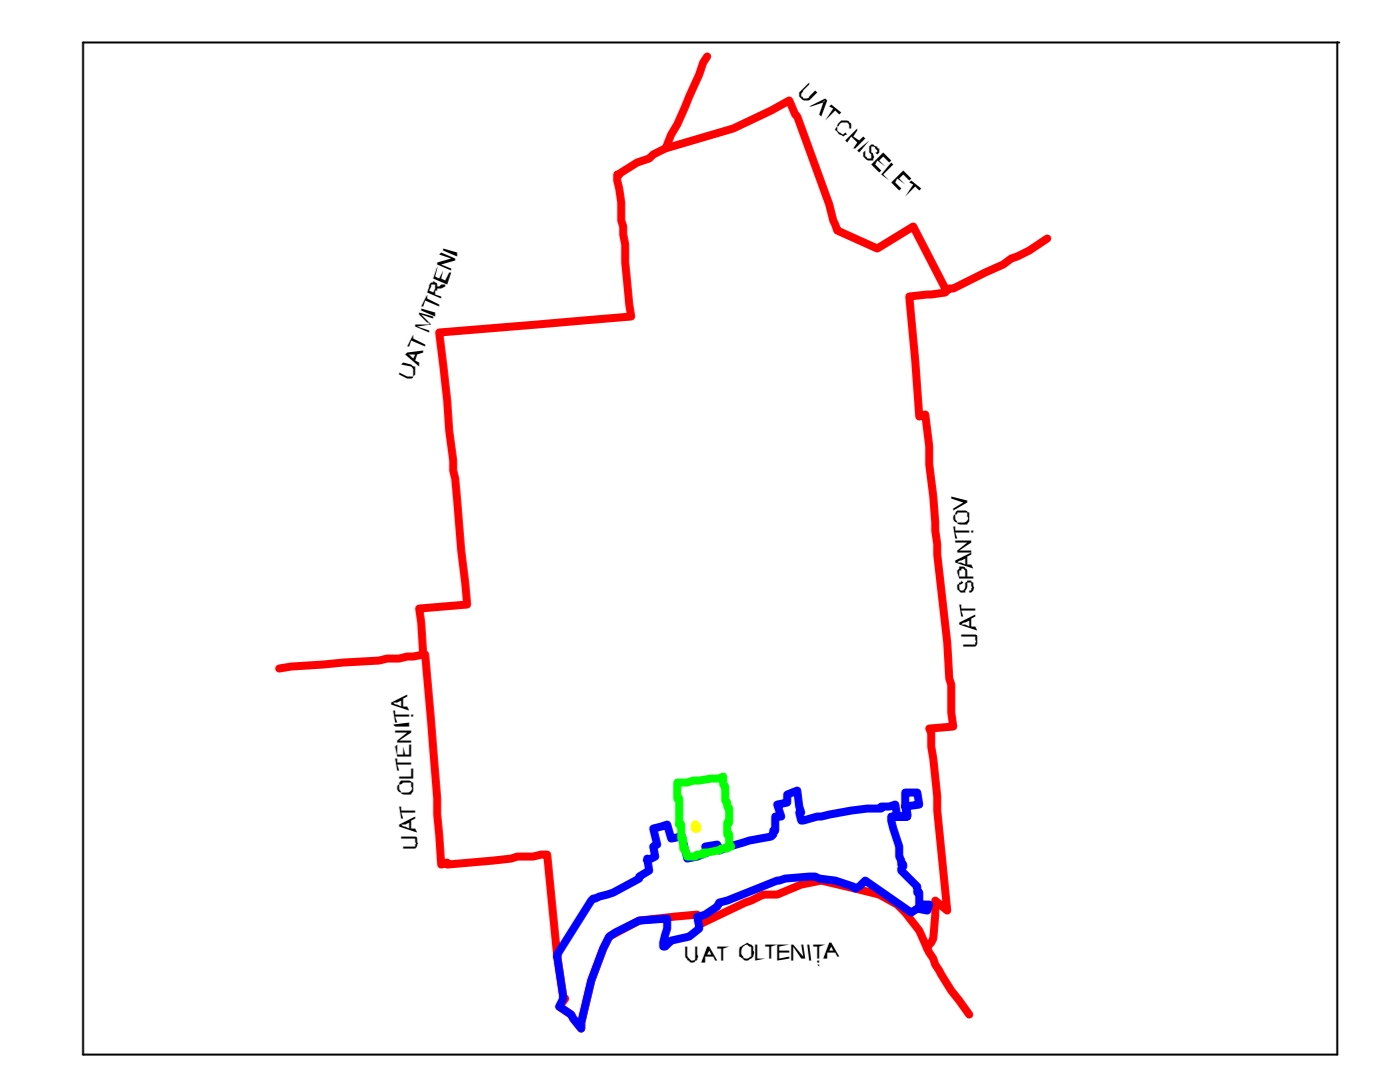 UAT CHISELET
UAT MITRENI
UAT SPANȚOV
UAT OLTENIȚA
UAT OLTENIȚA